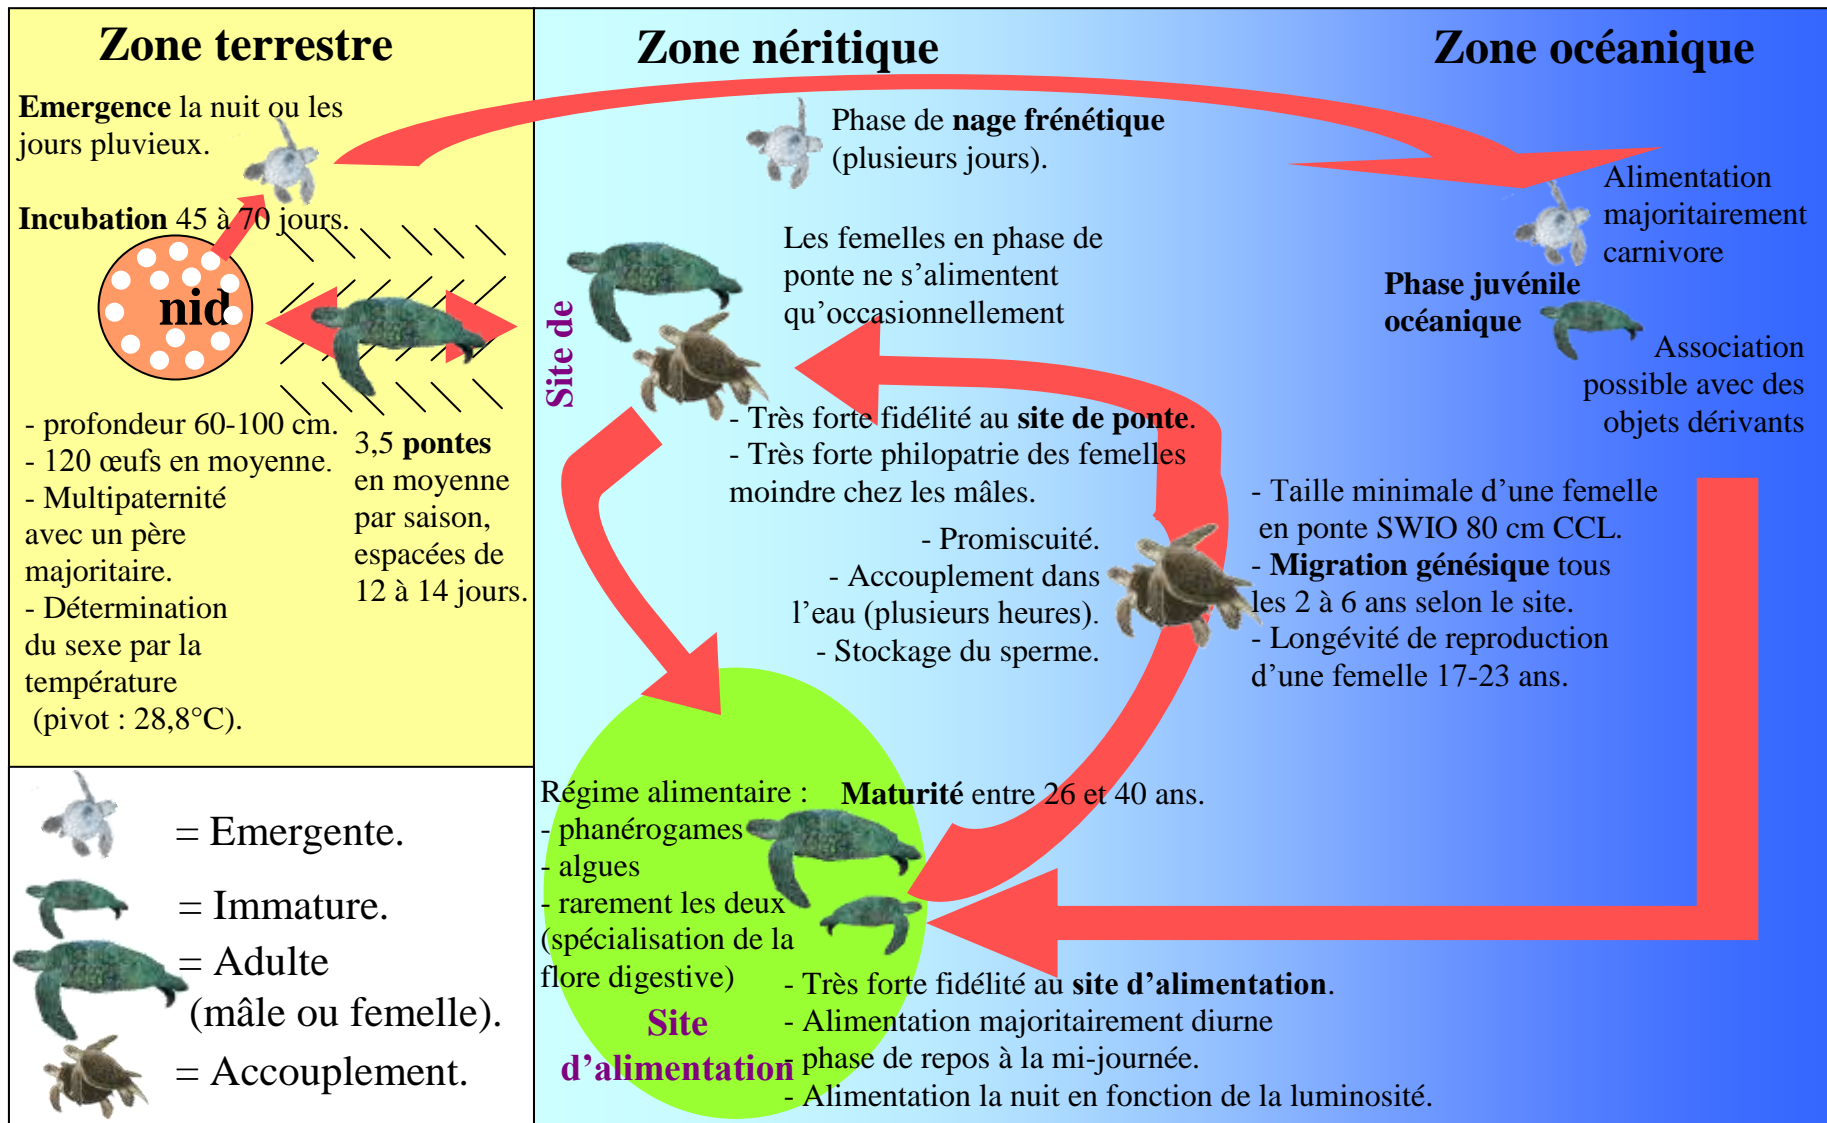 Zone terrestre
Emergence la nuit ou les
jours pluvieux.
Incubation 45 à 70 jours.
nid
- profondeur 60-100 cm.
- 120 œufs en moyenne.
- Multipaternité
avec un père
majoritaire.
- Détermination
du sexe par la
température
(pivot : 28,8°C).
3,5 pontes
en moyenne
par saison,
espacées de
12 à 14 jours.
Zone néritique
Phase de nage frénétique
(plusieurs jours).
Les femelles en phase de
ponte ne s’alimentent
qu’occasionnellement
Site de
- Très forte fidélité au site de ponte.
- Très forte philopatrie des femelles
moindre chez les mâles.
- Promiscuité.
- Accouplement dans
l’eau (plusieurs heures).
- Stockage du sperme.
Zone océanique
Alimentation
majoritairement
carnivore
Phase juvénile
océanique
Association
possible avec des
objets dérivants
- Taille minimale d’une femelle
en ponte SWIO 80 cm CCL.
- Migration génésique tous
les 2 à 6 ans selon le site.
- Longévité de reproduction
d’une femelle 17-23 ans.
Régime alimentaire :
- phanérogames
- algues
- rarement les deux
(spécialisation de la
flore digestive)
Maturité entre 26 et 40 ans.
Site
d’alimentation
- Très forte fidélité au site d’alimentation.
- Alimentation majoritairement diurne
- phase de repos à la mi-journée.
- Alimentation la nuit en fonction de la luminosité.
= Emergente.
= Immature.
= Adulte
(mâle ou femelle).
= Accouplement.